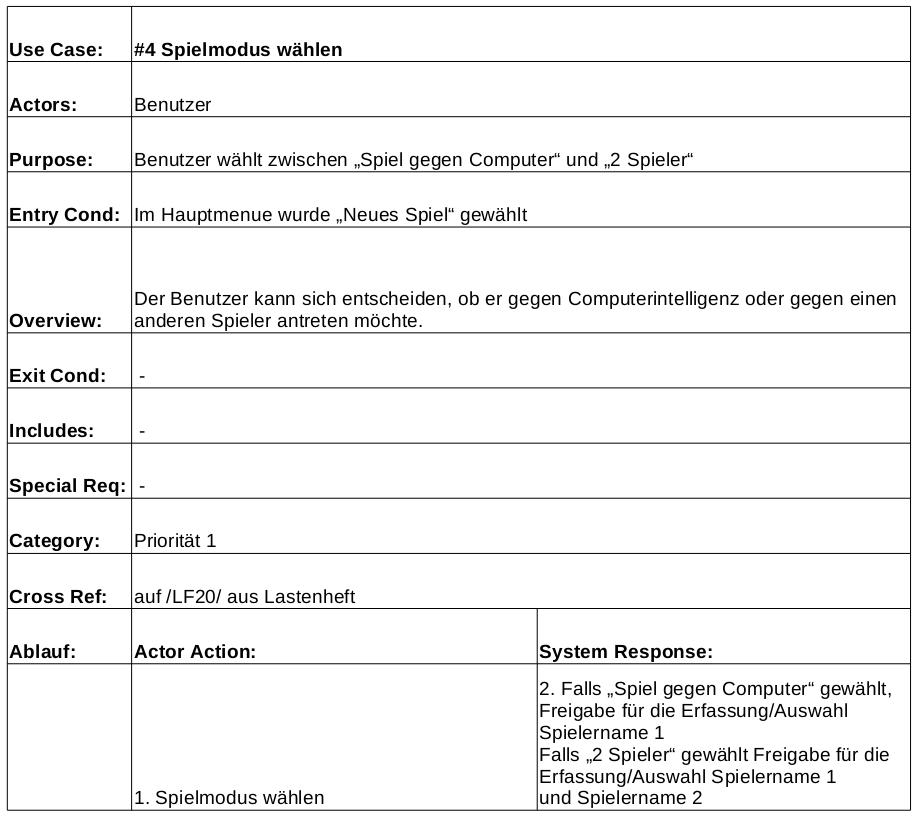 Use Case: #4 Spielmodus wählen
Actors: Benutzer
Purpose: Benutzer wählt zwischen „Spiel gegen Computer“ und „2 Spieler“
Entry Cond: Im Hauptmenue wurde „Neues Spiel“ gewählt
Der Benutzer kann sich entscheiden, ob er gegen Computerintelligenz oder gegen einen
Overview: anderen Spieler antreten möchte.
Exit Cond: -
Includes: -
Special Req: -
Category: Priorität 1
Cross Ref: auf /LF20/ aus Lastenheft
Ablauf: Actor Action: System Response:
2. Falls „Spiel gegen Computer“ gewählt,
Freigabe für die Erfassung/Auswahl
Spielername 1
Falls „2 Spieler“ gewählt Freigabe für die
Erfassung/Auswahl Spielername 1
1. Spielmodus wählen und Spielername 2